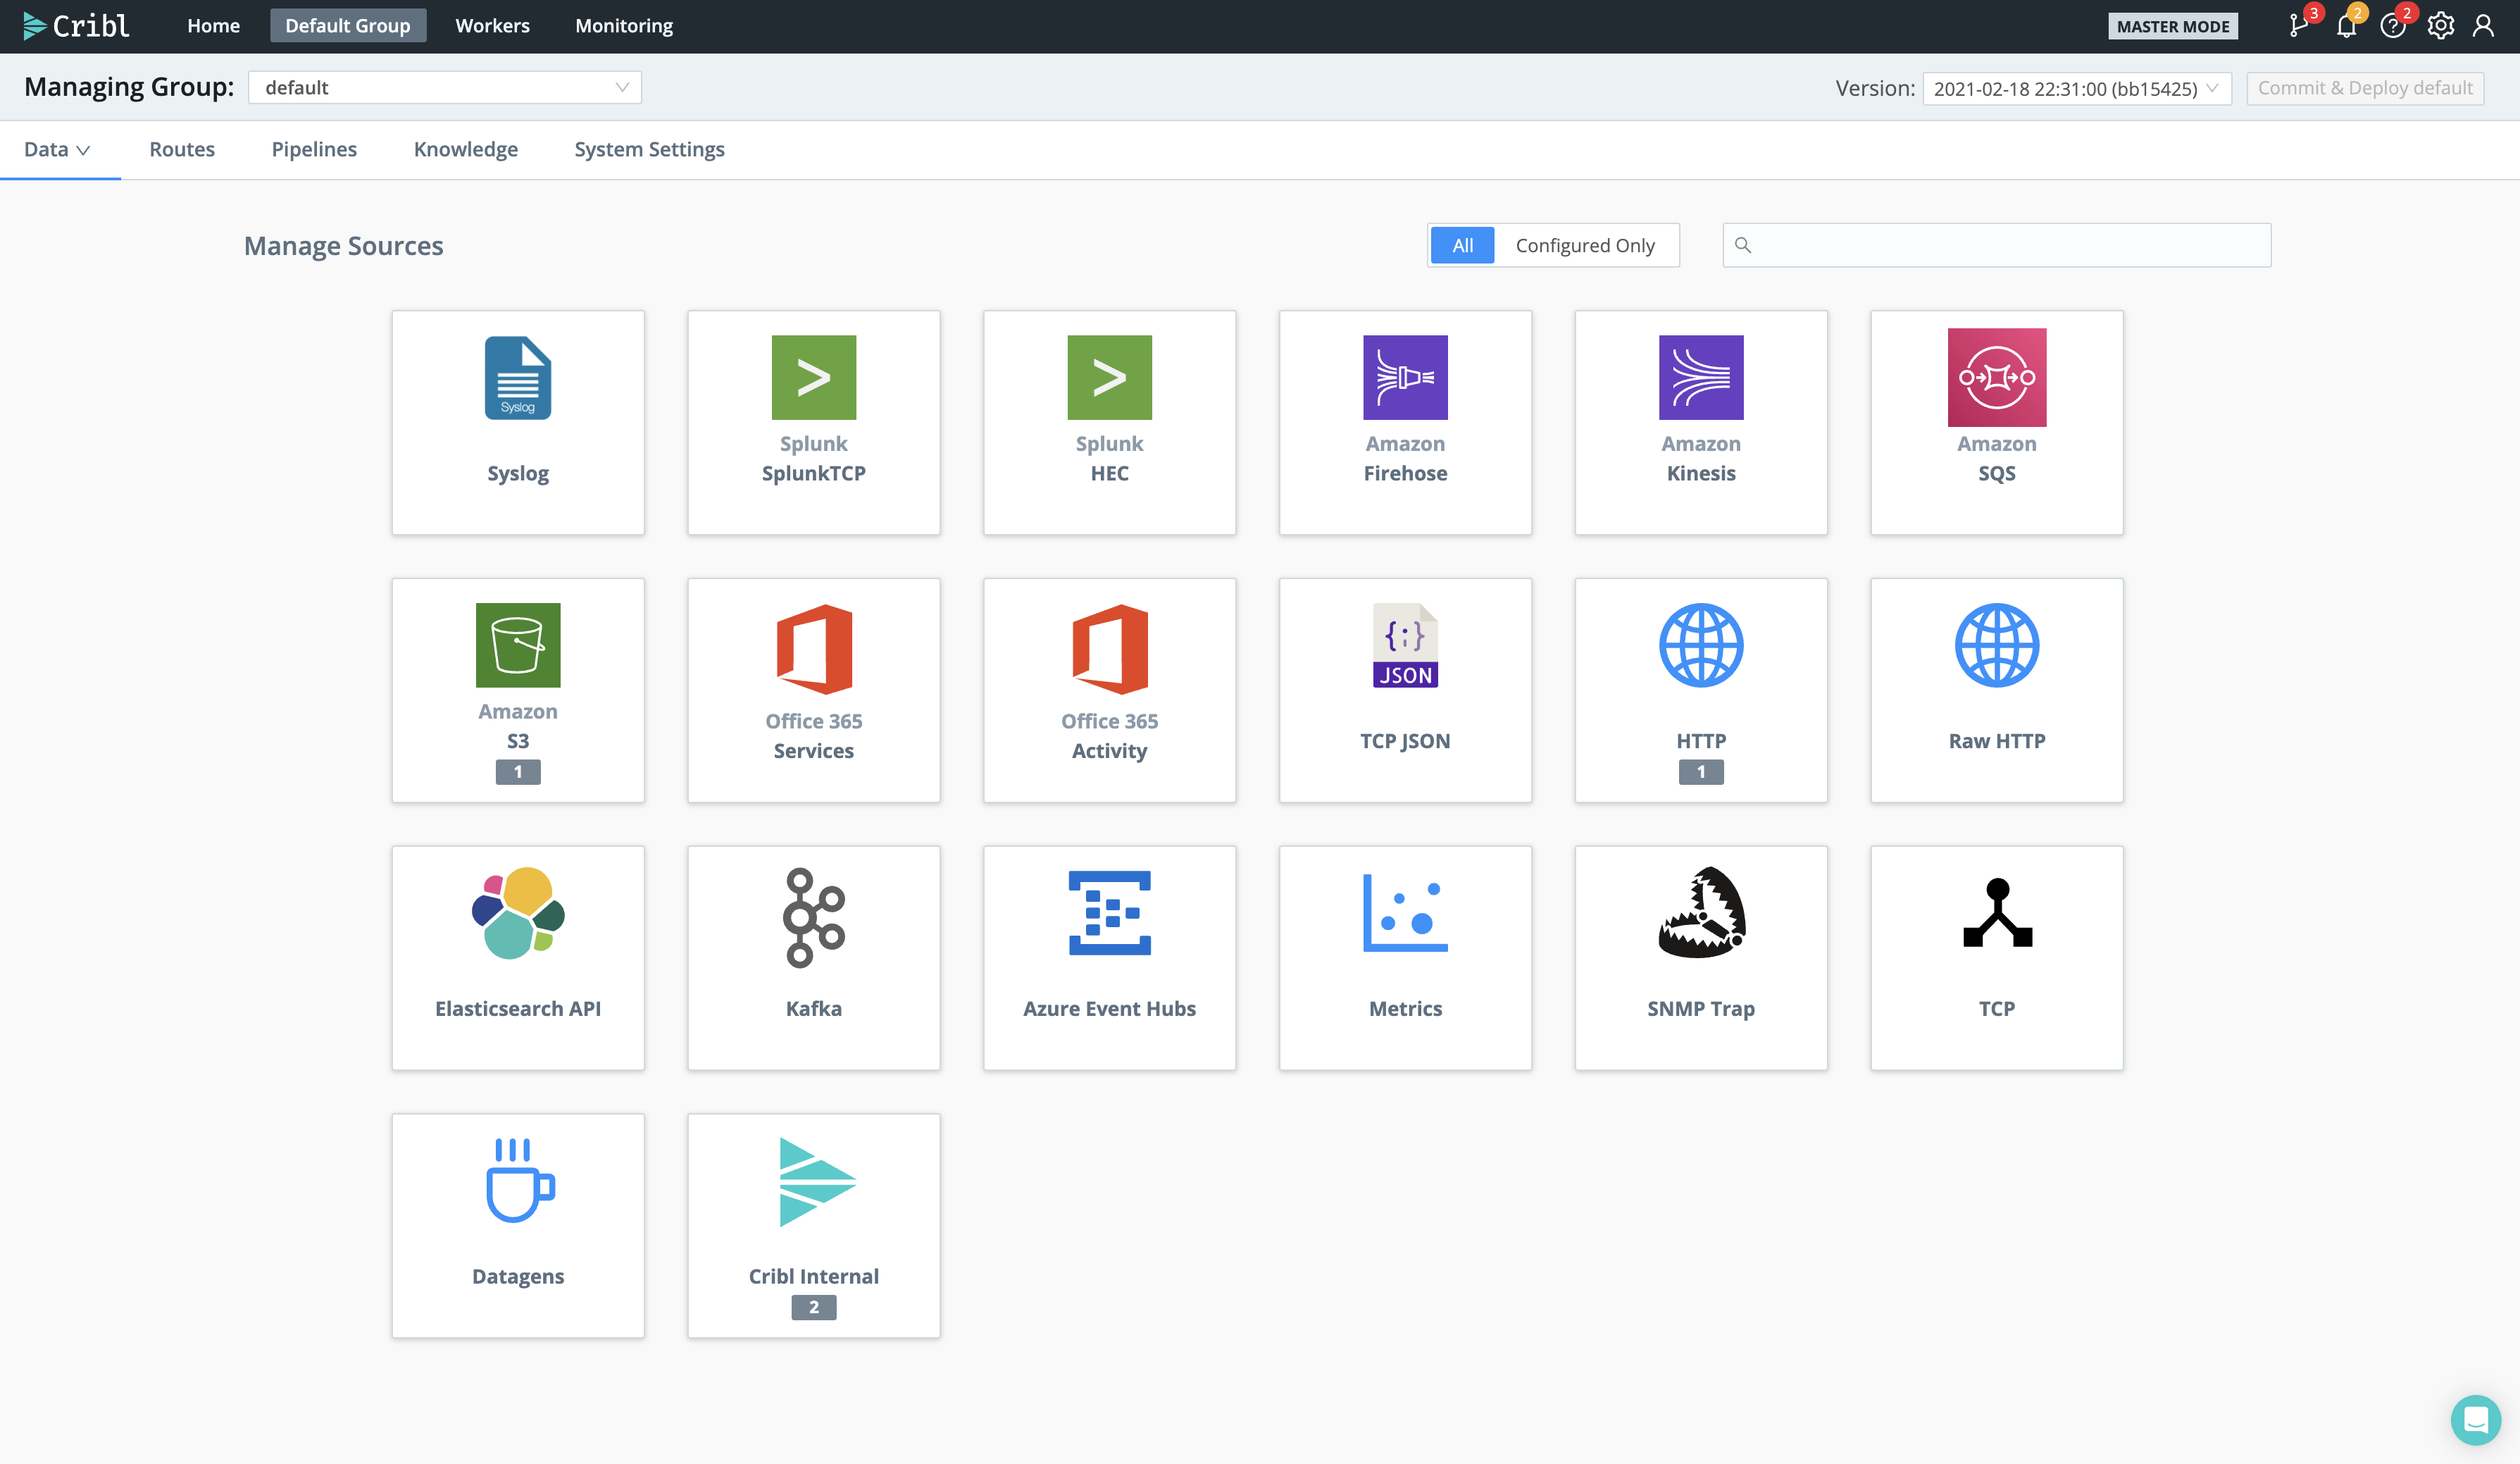 Cribl
Home
Default Group
Workers
Monitoring
MASTER MODE
3
2
2
Managing Group:
default
Version:
2021-02-18 22:31:00 (bb15425)
Commit & Deploy default
Data
Routes
Pipelines
Knowledge
System Settings
Manage Sources
All
Configured Only
Syslog
Syslog
Splunk
SplunkTCP
Splunk
HEC
Amazon
Firehose
Amazon
Kinesis
Amazon
SQS
Amazon
S3
1
Office 365
Services
Office 365
Activity
{;}
JSON
TCP JSON
HTTP
1
Raw HTTP
Elasticsearch API
Kafka
Azure Event Hubs
Metrics
SNMP Trap
TCP
Datagens
Cribl Internal
2